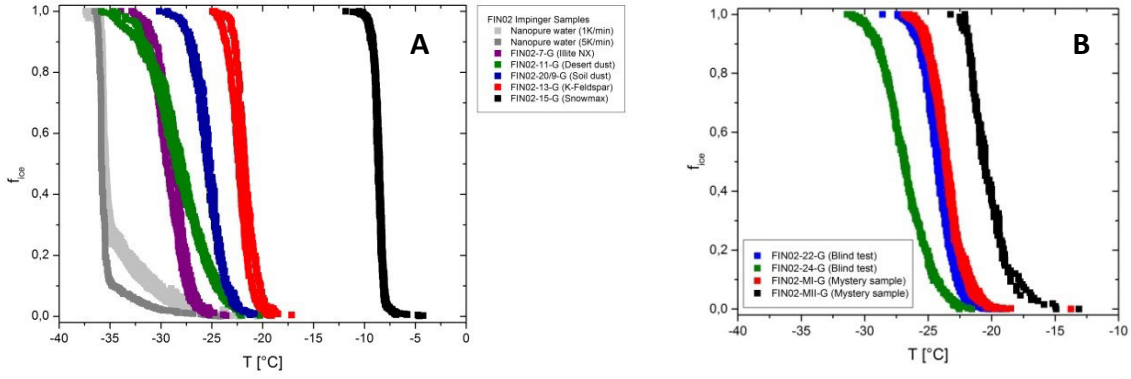 A
FIN02 Impinger Samples
Nanopure water (1K/min)
Nanopure water (5K/min)
FIN02-7-G (Illite NX)
FIN02-11-G (Desert dust)
FIN02-20/9-G (Soil dust)
FIN02-13-G (K-Feldspar)
FIN02-15-G (Snowmax)
1,0
0,8
0,6
0,4
0,2
0,0
fice
-40 -35 -30 -25 -20 -15 -10 -5 0
T [°C]
B
1,0
0,8
0,6
0,4
0,2
0,0
fice
FIN02-22-G (Blind test)
FIN02-24-G (Blind test)
FIN02-MI-G (Mystery sample)
FIN02-MII-G (Mystery sample)
-40 -35 -30 -25 -20 -15 -10
T [°C]